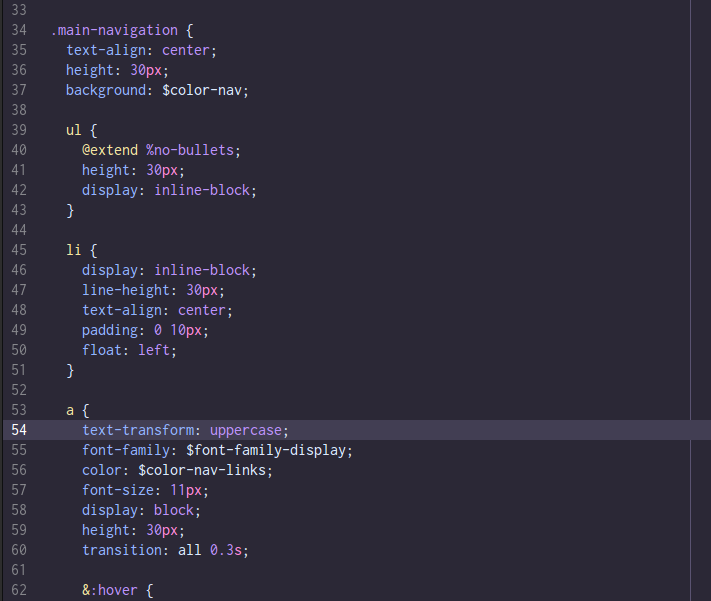 33
34 .main-navigation {
35 text-align: center;
36 height: 30px;
37 background: $color-nav;
38
39 ul {
40 @extend %no-bullets;
41 height: 30px;
42 display: inline-block;
43 }
44
45 li {
46 display: inline-block;
47 line-height: 30px;
48 text-align: center;
49 padding: 0 10px;
50 float: left;
51 }
52
53 a {
54 text-transform: uppercase;
55 font-family: $font-family-display;
56 color: $color-nav-links;
57 font-size: 11px;
58 display: block;
59 height: 30px;
60 transition: all 0.3s;
61
62 &:hover {